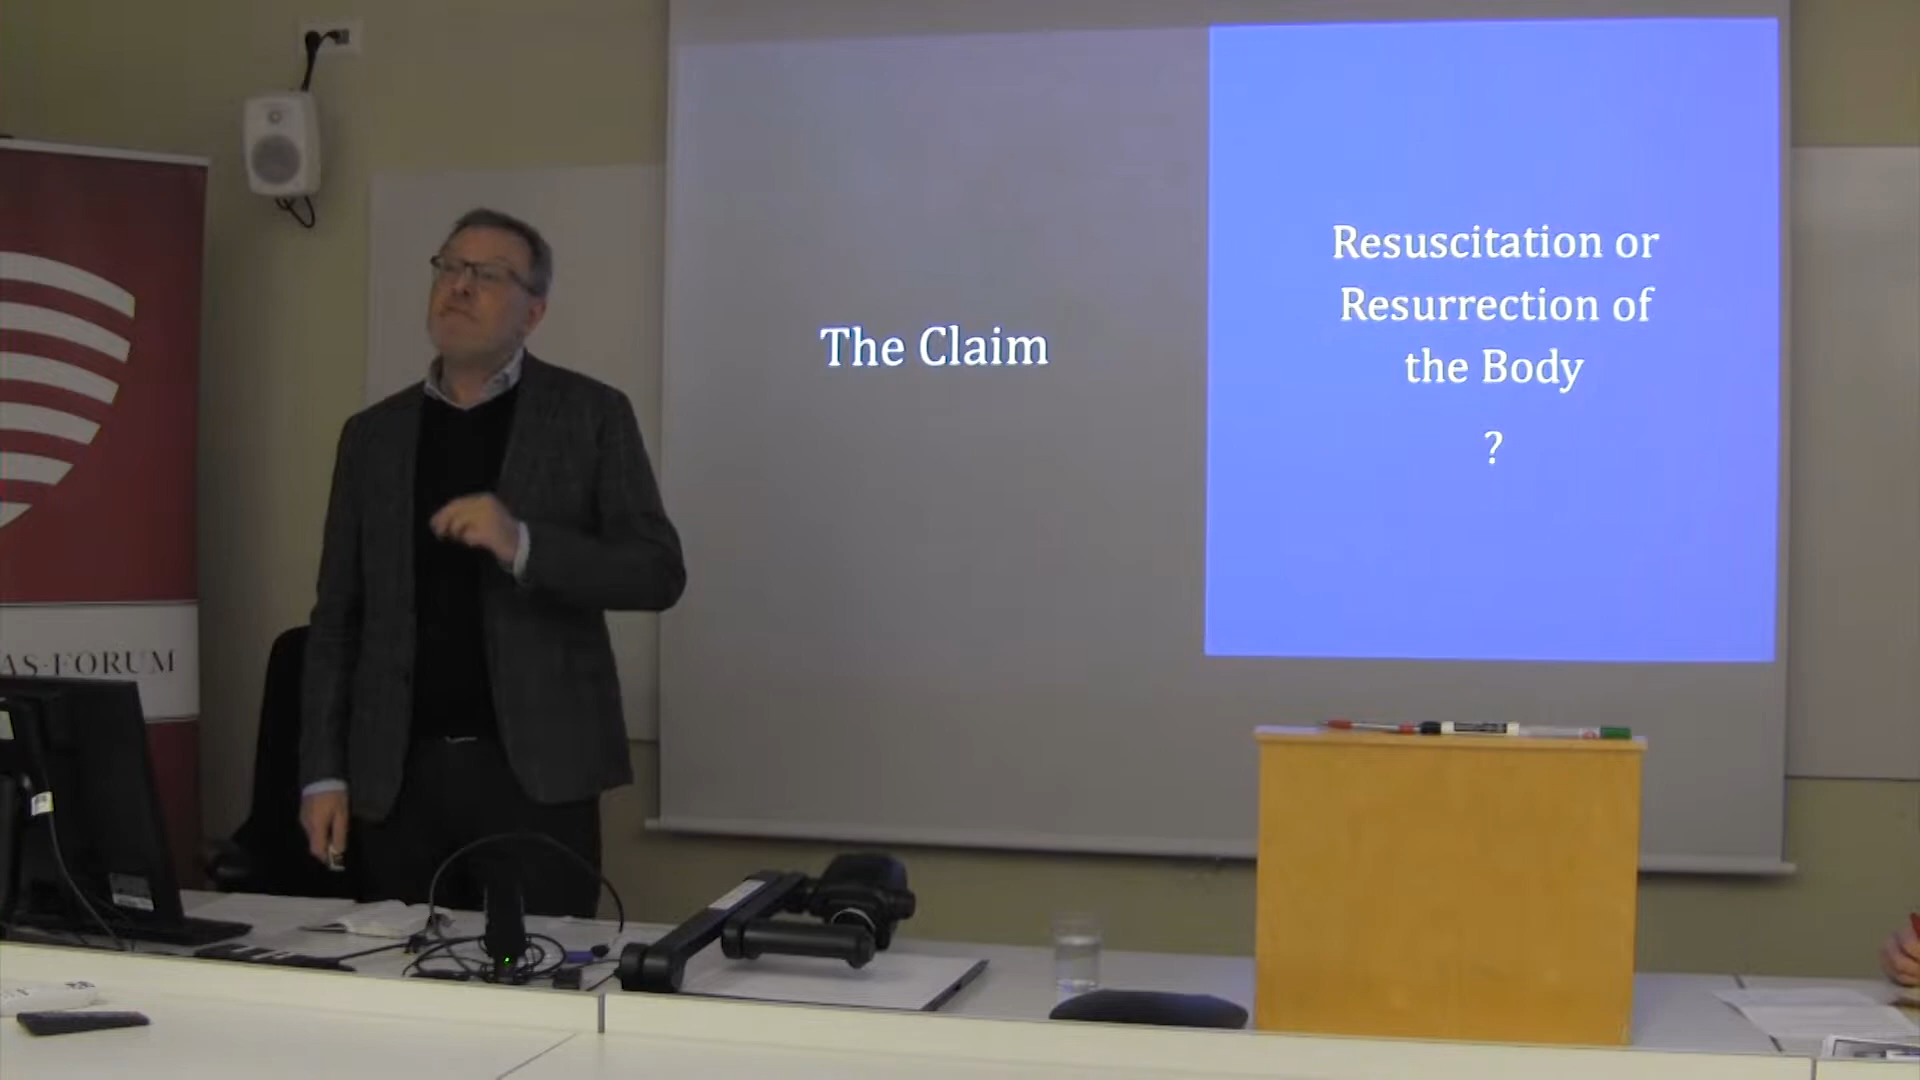 The Claim
Resuscitation or
Resurrection of
the Body
?
AS-FORUM